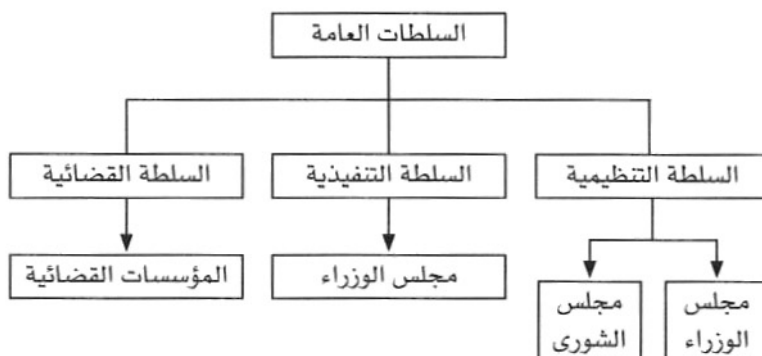 السلطات العامة
السلطة التنظيمية
السلطة التنفيذية
السلطة القضائية
مجلس
الوزراء
مجلس
الشورى
مجلس الوزراء
المؤسسات القضائية